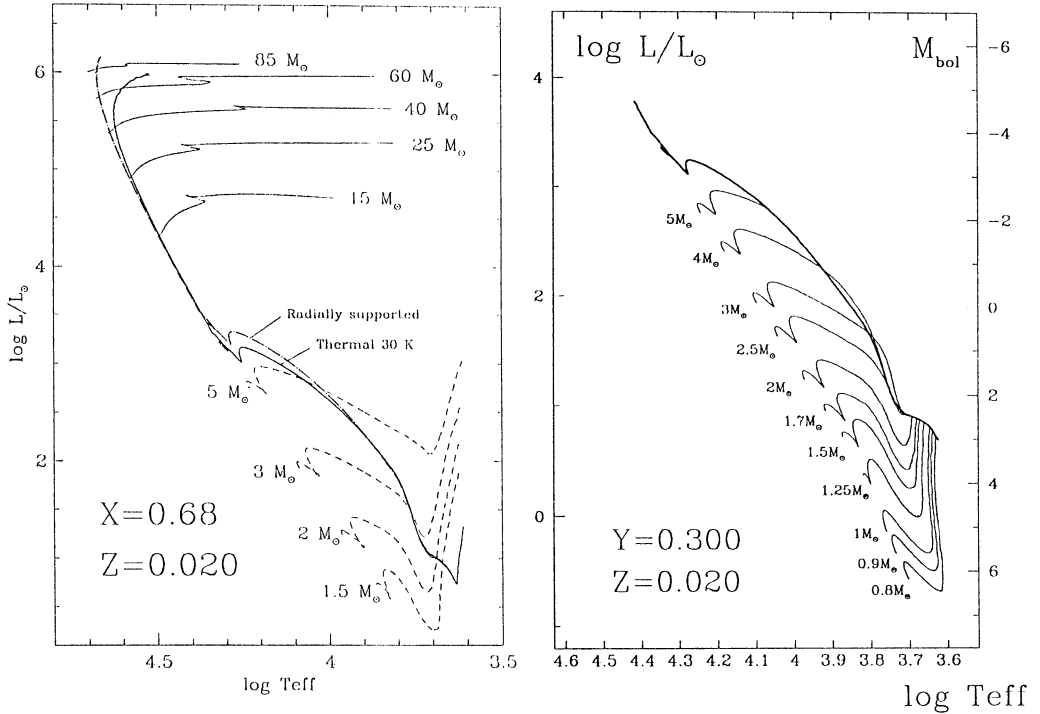 85 M⊙
60 M⊙
40 M⊙
25 M⊙
15 M⊙
Radially supported
Thermal 30 K
5 M⊙
3 M⊙
2 M⊙
1.5 M⊙
X=0.68
Z=0.020
6
4
2
log L/L⊙
4.5
4
3.5
log Teff
log L/L⊙
Mbol
4
2
0
-6
-4
-2
0
2
4
6
5M⊙
4M⊙
3M⊙
2.5M⊙
2M⊙
1.7M⊙
1.5M⊙
1.25M⊙
1M⊙
0.9M⊙
0.8M⊙
Y=0.300
Z=0.020
4.6 4.5 4.4 4.3 4.2 4.1 4 3.9 3.8 3.7 3.6
log Teff